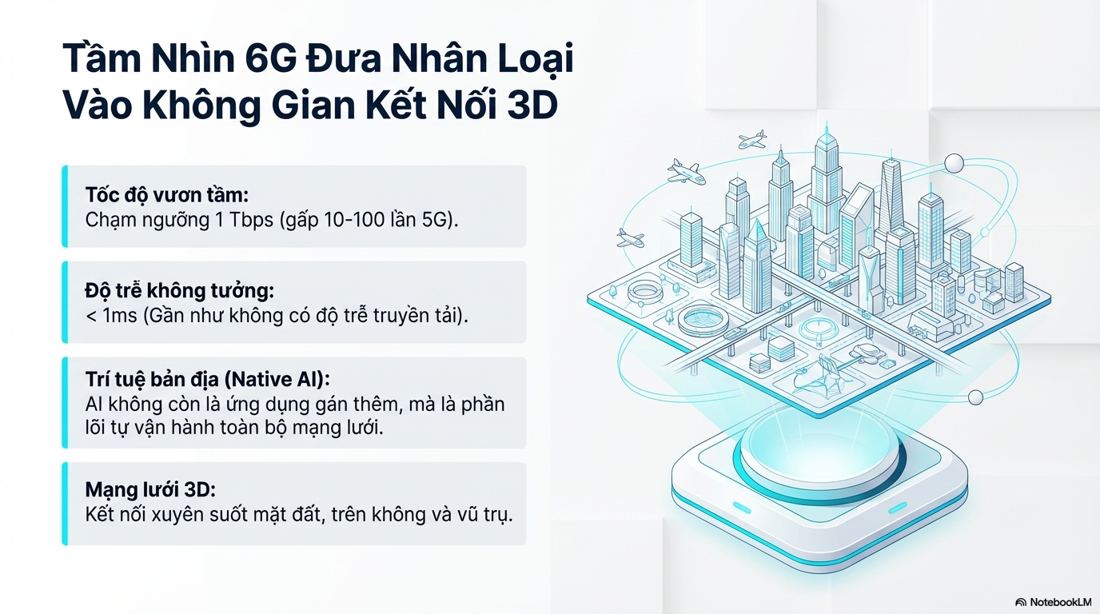 Tầm Nhìn 6G Đưa Nhân Loại
Vào Không Gian Kết Nối 3D
Tốc độ vươn tầm:
Chạm ngưỡng 1 Tbps (gấp 10-100 lần 5G).
Độ trễ không tưởng:
< 1ms (Gần như không có độ trễ truyền tải).
Trí tuệ bản địa (Native AI):
AI không còn là ứng dụng gán thêm, mà là phần
lõi tự vận hành toàn bộ mạng lưới.
Mạng lưới 3D:
Kết nối xuyên suốt mặt đất, trên không và vũ trụ.
NotebookLM